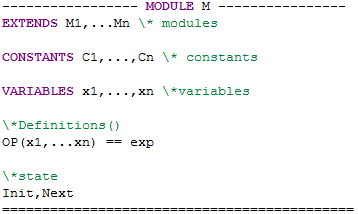 ----------------- MODULE M ----------------
EXTENDS M1,...Mn \* modules
CONSTANTS C1,...,Cn \* constants
VARIABLES x1,...,xn \*variables
\*Definitions()
OP(x1,...xn) == exp
\*state
Init,Next
============================================